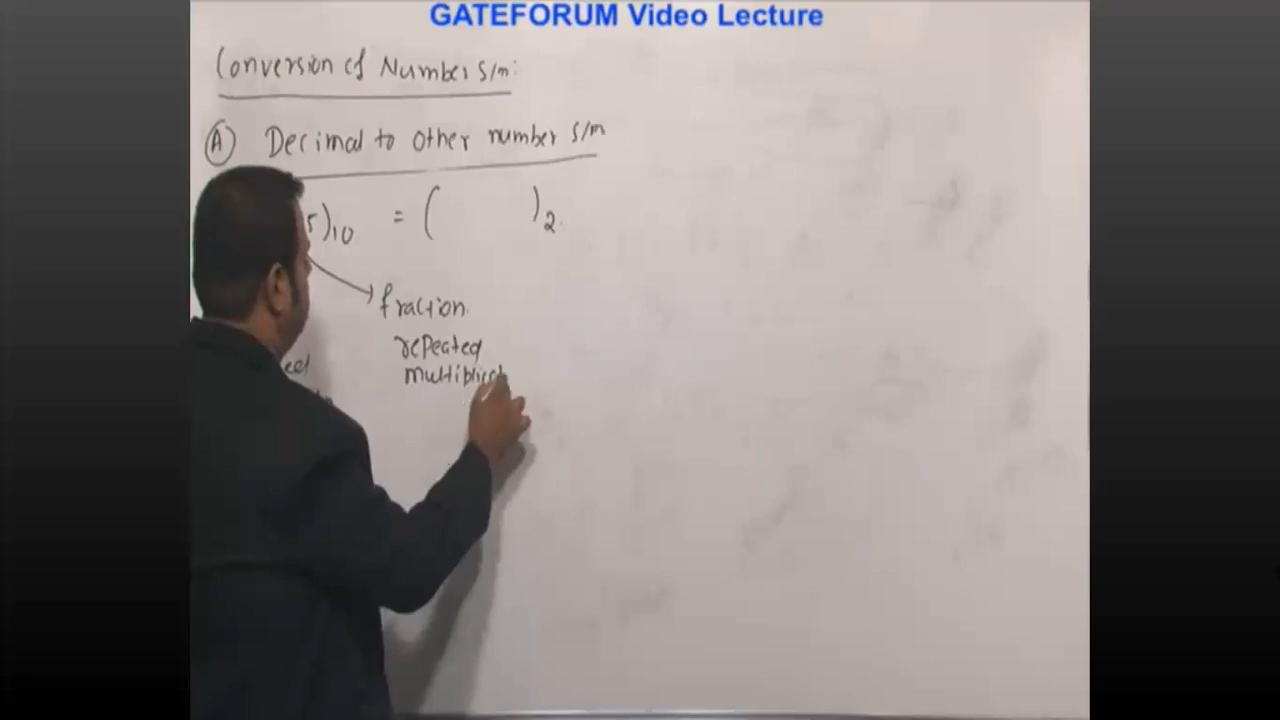 GATEFORUM Video Lecture
Conversion of Number S/m:
(A) Decimal to Other number S/m
5)10 = ( )2.
fraction.
repeated